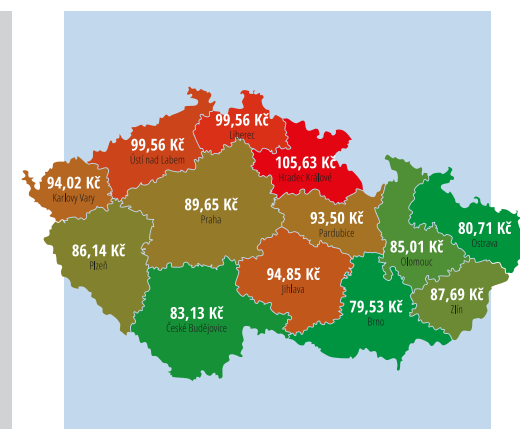 99,56 Kč
Liberec
99,56 Kč
Ústí nad Labem
105,63 Kč
Hradec Králové
94,02 Kč
Karlovy Vary
89,65 Kč
Praha
93,50 Kč
Pardubice
80,71 Kč
Ostrava
86,14 Kč
Plzeň
85,01 Kč
Olomouc
94,85 Kč
Jihlava
87,69 Kč
Zlín
83,13 Kč
České Budějovice
79,53 Kč
Brno